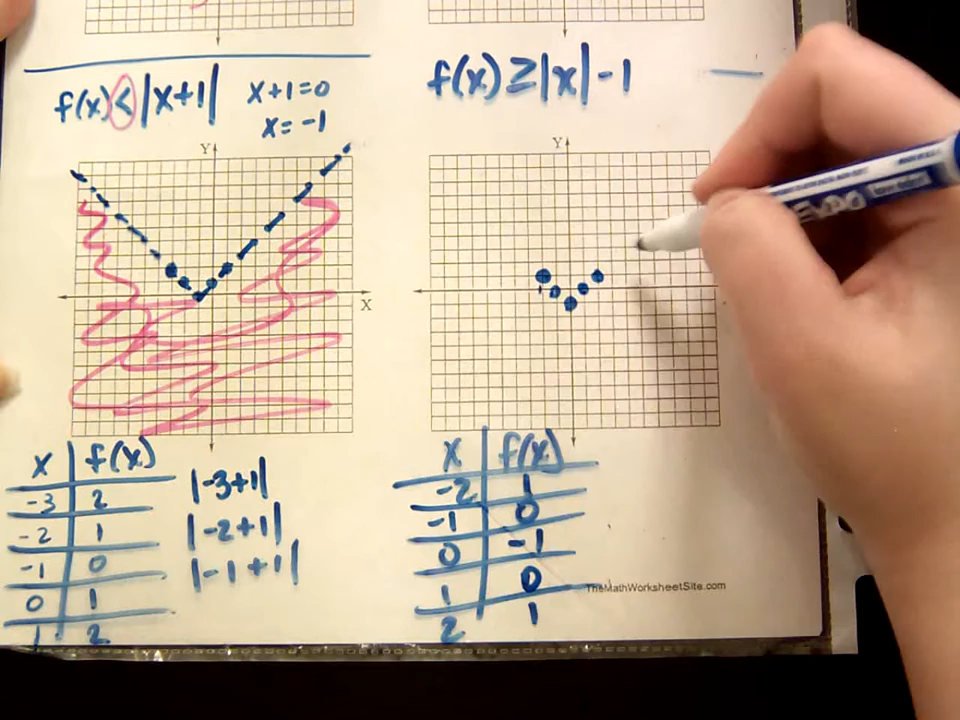 f(x) < |x+1|
x+1=0
x= -1
f(x) ≥ |x| -1
Y
X
Y
x f(x)
-3 2
-2 1
-1 0
0 1
1 2
|-3+1|
|-2+1|
|-1+1|
x f(x)
-2 1
-1 0
0 -1
1 0
2 1
TheMathWorksheetSite.com
EXPO